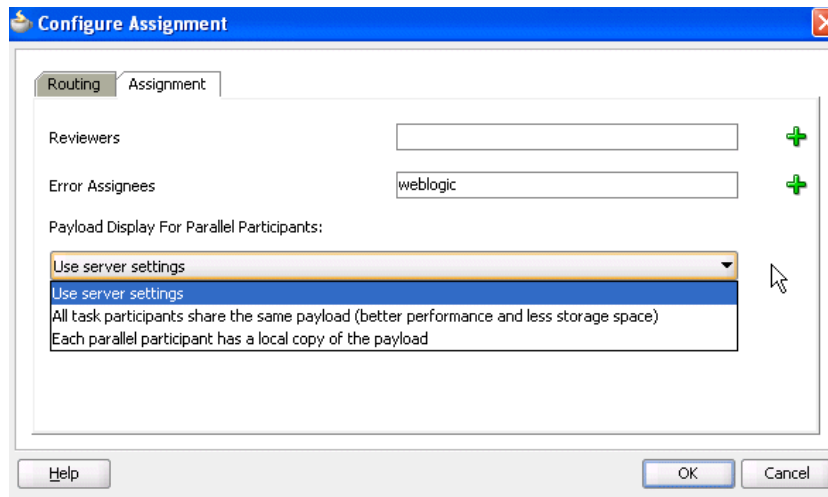 Configure Assignment
Routing Assignment
Reviewers
Error Assignees weblogic
Payload Display For Parallel Participants:
Use server settings
Use server settings
All task participants share the same payload (better performance and less storage space)
Each parallel participant has a local copy of the payload
Help OK Cancel